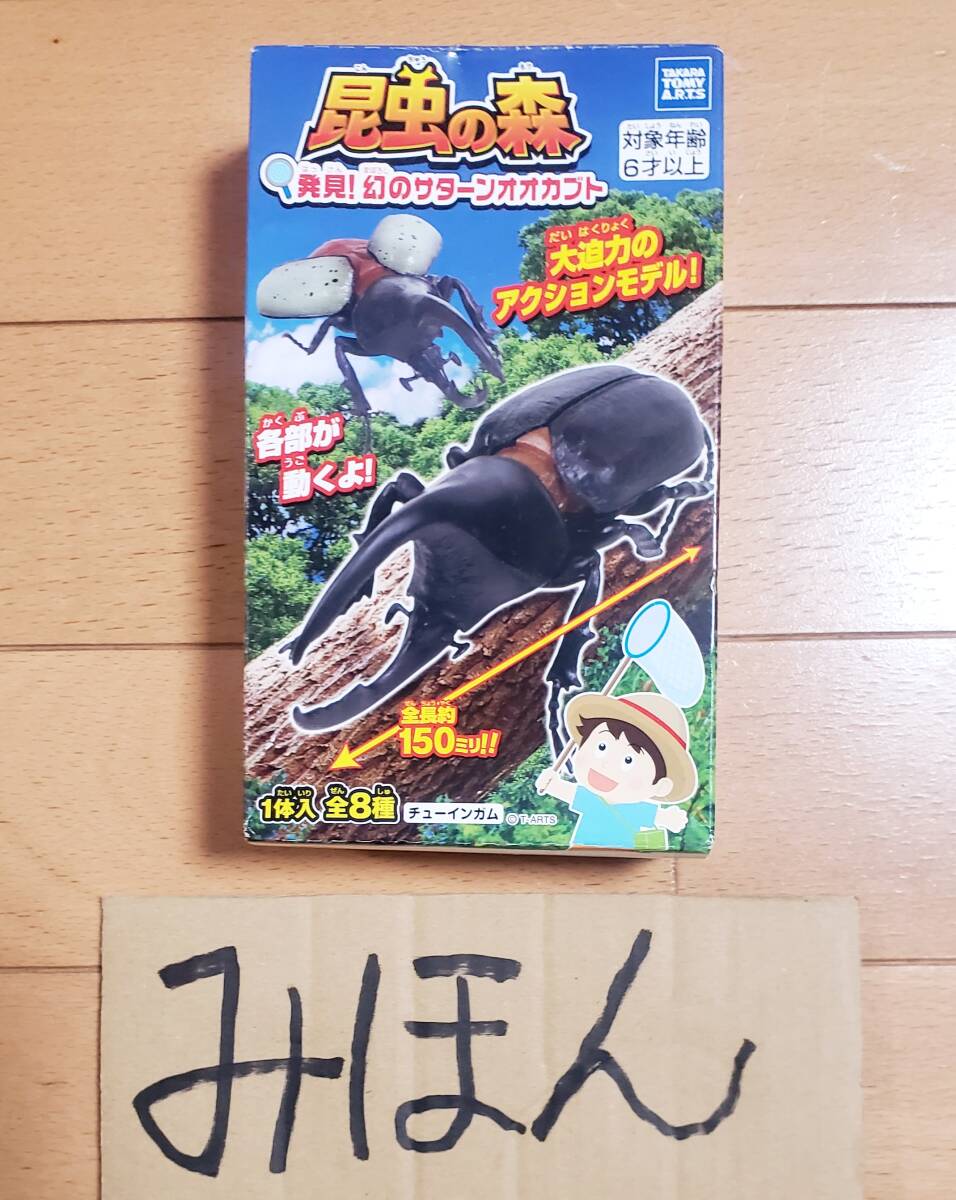 昆虫の森
TAKARA
TOMY
A.R.T.S
対象年齢
6才以上
発見！幻のサターンオオカブト
大迫力の
アクションモデル！
各部が
動くよ！
全長約
150ミリ!!
1体入 全8種 チューインガム © T-ARTS
みほん